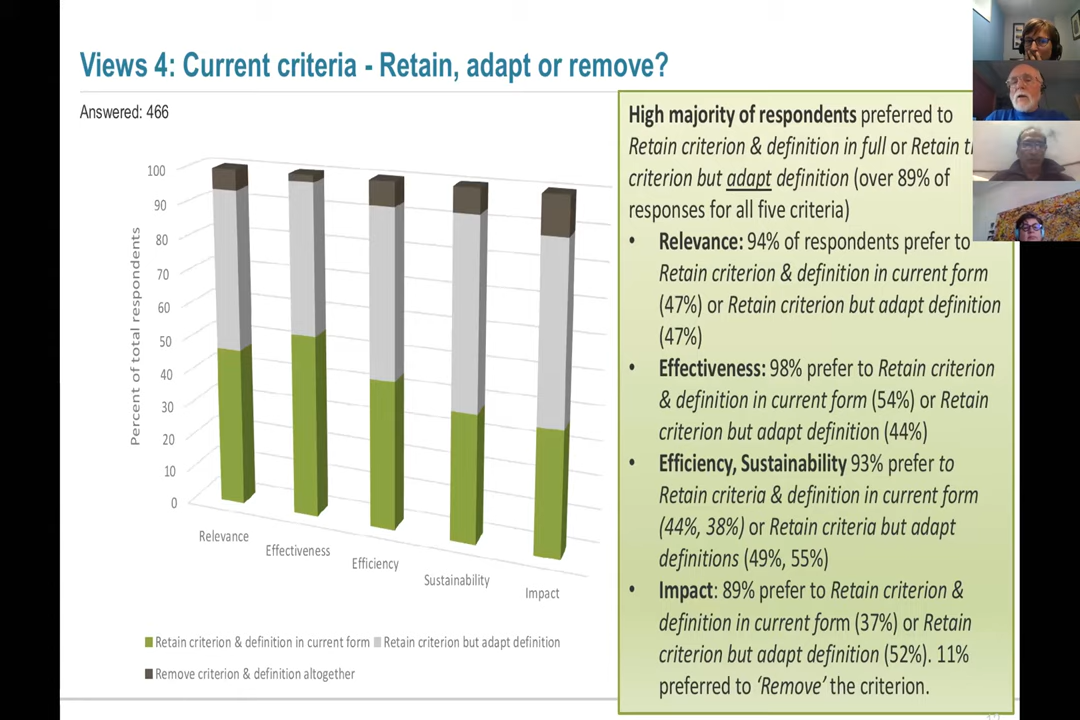 Views 4: Current criteria - Retain, adapt or remove?
Answered: 466
Percent of total respondents
100
90
80
70
60
50
40
30
20
10
0
Relevance
Effectiveness
Efficiency
Sustainability
Impact
Retain criterion & definition in current form
Retain criterion but adapt definition
Remove criterion & definition altogether
High majority of respondents preferred to
Retain criterion & definition in full or Retain
criterion but adapt definition (over 89% of
responses for all five criteria)
• Relevance: 94% of respondents prefer to
Retain criterion & definition in current form
(47%) or Retain criterion but adapt definition
(47%)
• Effectiveness: 98% prefer to Retain criterion
& definition in current form (54%) or Retain
criterion but adapt definition (44%)
• Efficiency, Sustainability 93% prefer to
Retain criteria & definition in current form
(44%, 38%) or Retain criteria but adapt
definitions (49%, 55%)
• Impact: 89% prefer to Retain criterion &
definition in current form (37%) or Retain
criterion but adapt definition (52%). 11%
preferred to ‘Remove’ the criterion.